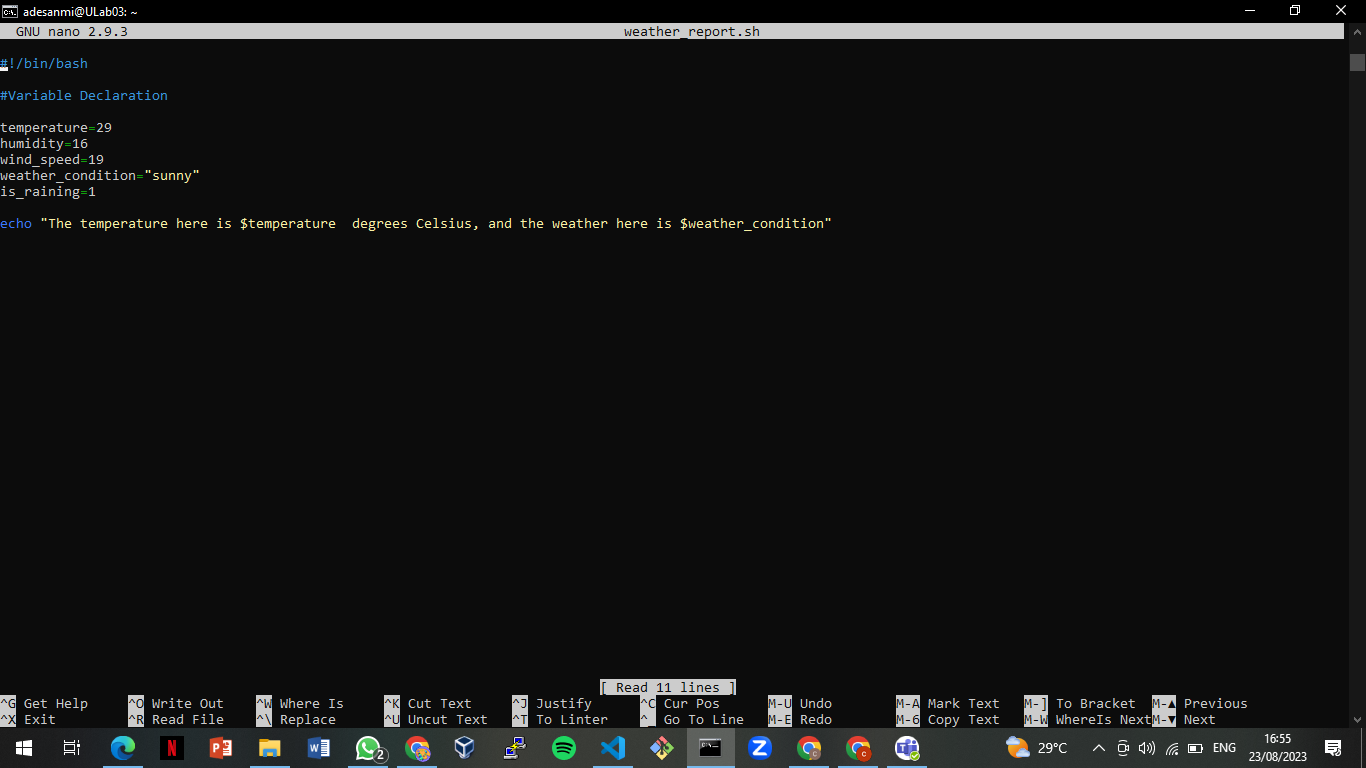 adesanmi@ULab03: ~
GNU nano 2.9.3 weather_report.sh
#!/bin/bash
#Variable Declaration
temperature=29
humidity=16
wind_speed=19
weather_condition="sunny"
is_raining=1
echo "The temperature here is $temperature  degrees Celsius, and the weather here is $weather_condition"
[ Read 11 lines ]
^G Get Help ^O Write Out ^W Where Is ^K Cut Text ^J Justify ^C Cur Pos M-U Undo M-A Mark Text M-] To Bracket M-▲ Previous
^X Exit ^R Read File ^\ Replace ^U Uncut Text ^T To Linter ^_ Go To Line M-E Redo M-6 Copy Text M-W WhereIs Next M-▼ Next
2 29°C ENG 16:55
23/08/2023